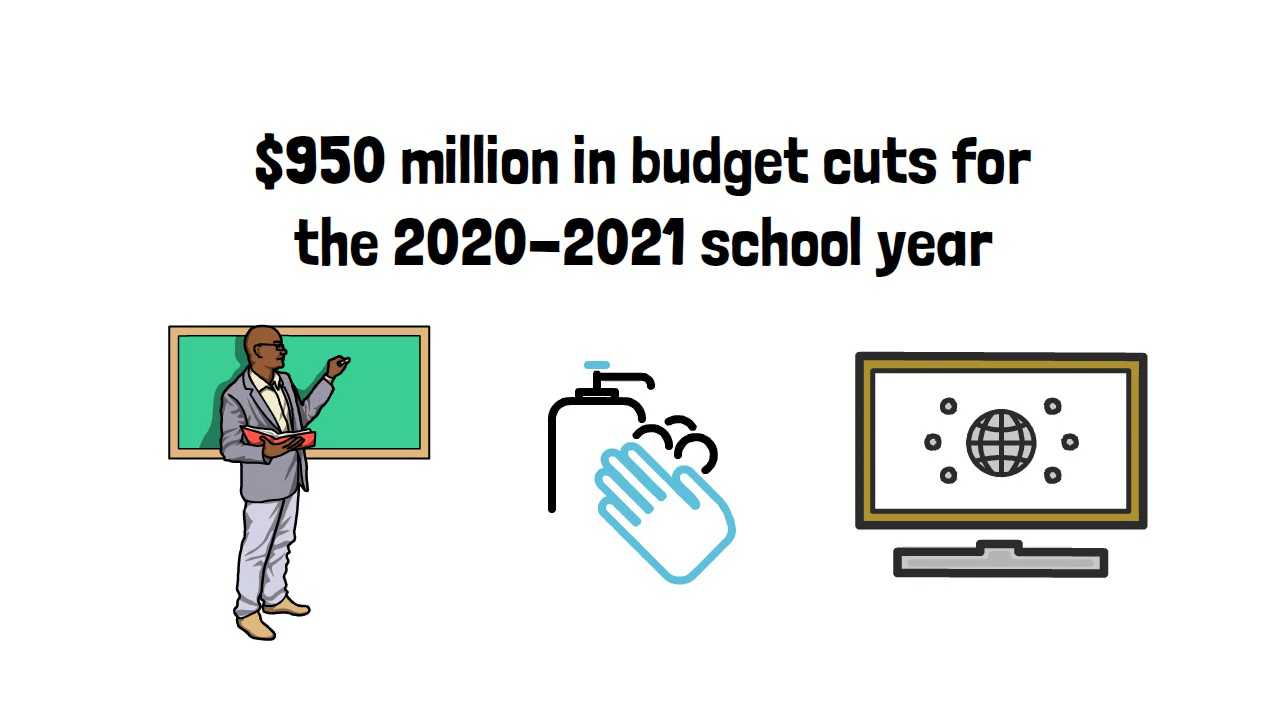 $950 million in budget cuts for
the 2020-2021 school year